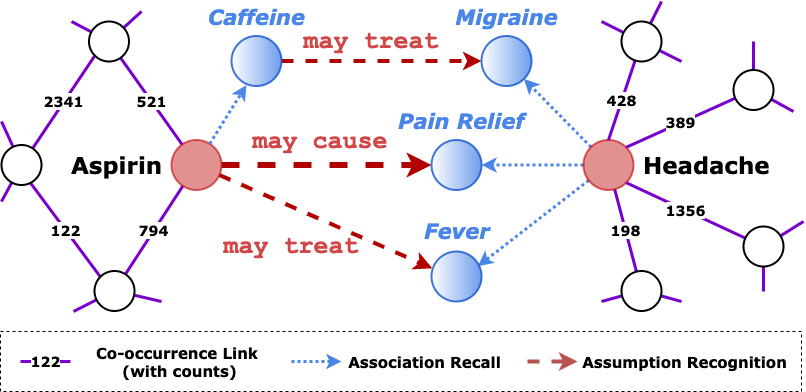 Caffeine
Migraine
may treat
2341
521
428
389
Pain Relief
may cause
Aspirin
Headache
1356
122
794
198
Fever
may treat
122
Co-occurrence Link
(with counts)
Association Recall
Assumption Recognition